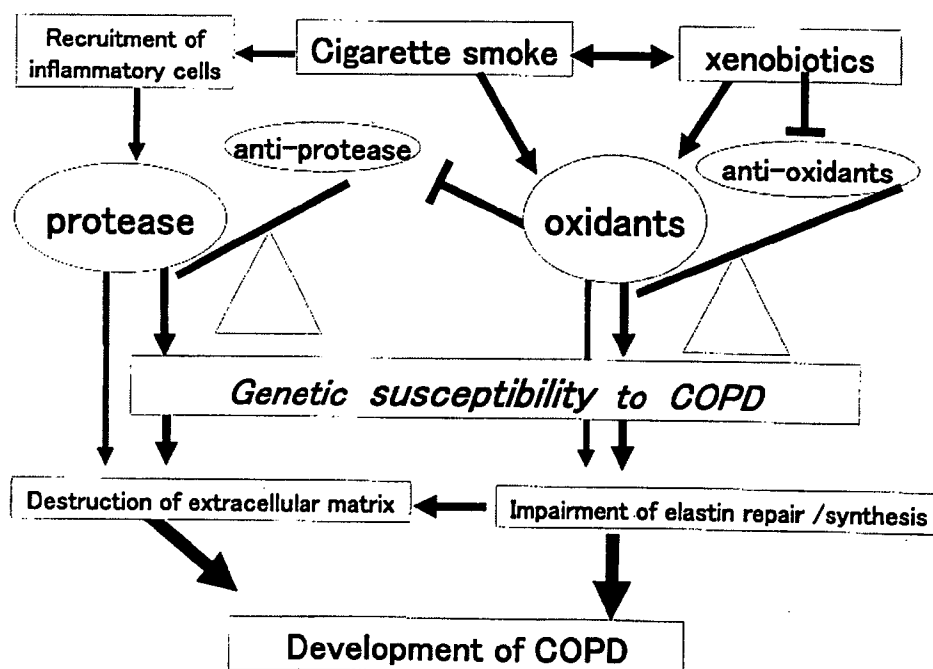 Recruitment of
inflammatory cells
Cigarette smoke
xenobiotics
anti-protease
anti-oxidants
protease
oxidants
Genetic susceptibility to COPD
Destruction of extracellular matrix
Impairment of elastin repair /synthesis
Development of COPD